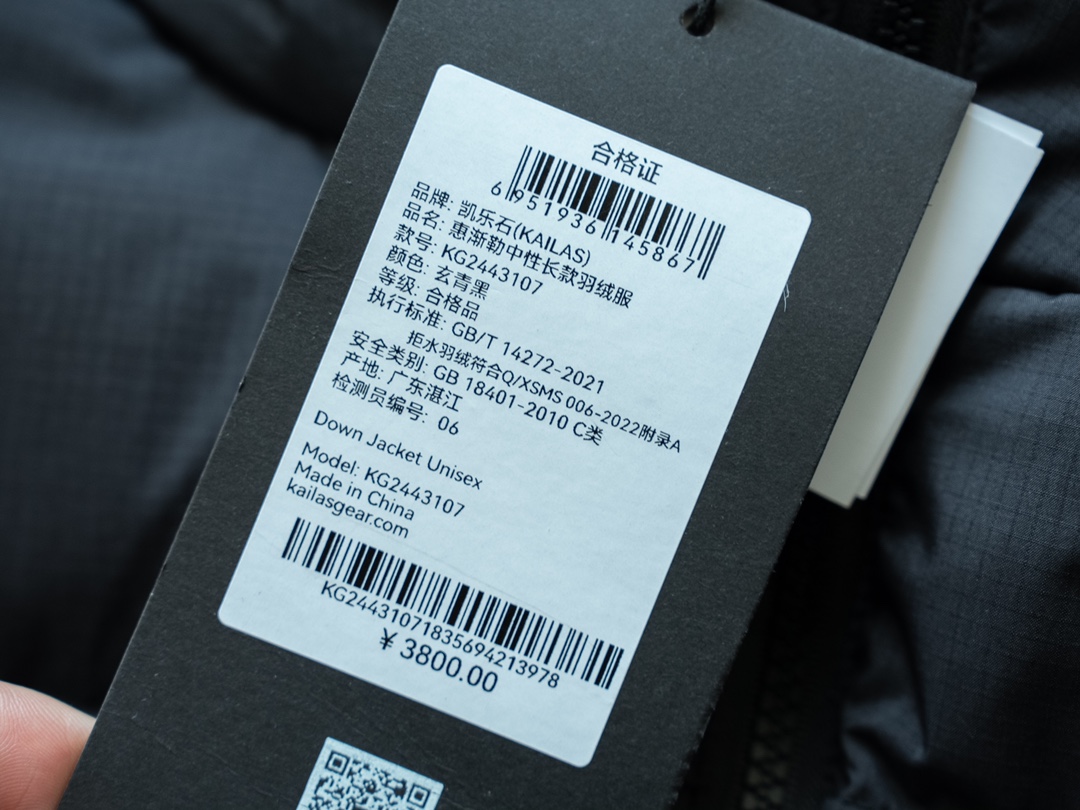 合格证
6 951936 145867
品牌: 凯乐石(KAILAS)
品名: 惠渐勒中性长款羽绒服
款号: KG2443107
颜色: 玄青黑
等级: 合格品
执行标准: GB/T 14272-2021
拒水羽绒符合Q/XSMS 006-2022附录A
安全类别: GB 18401-2010 C类
产地: 广东湛江
检测员编号: 06
Down Jacket Unisex
Model: KG2443107
Made in China
kailasgear.com
KG24431071835694213978
¥ 3800.00